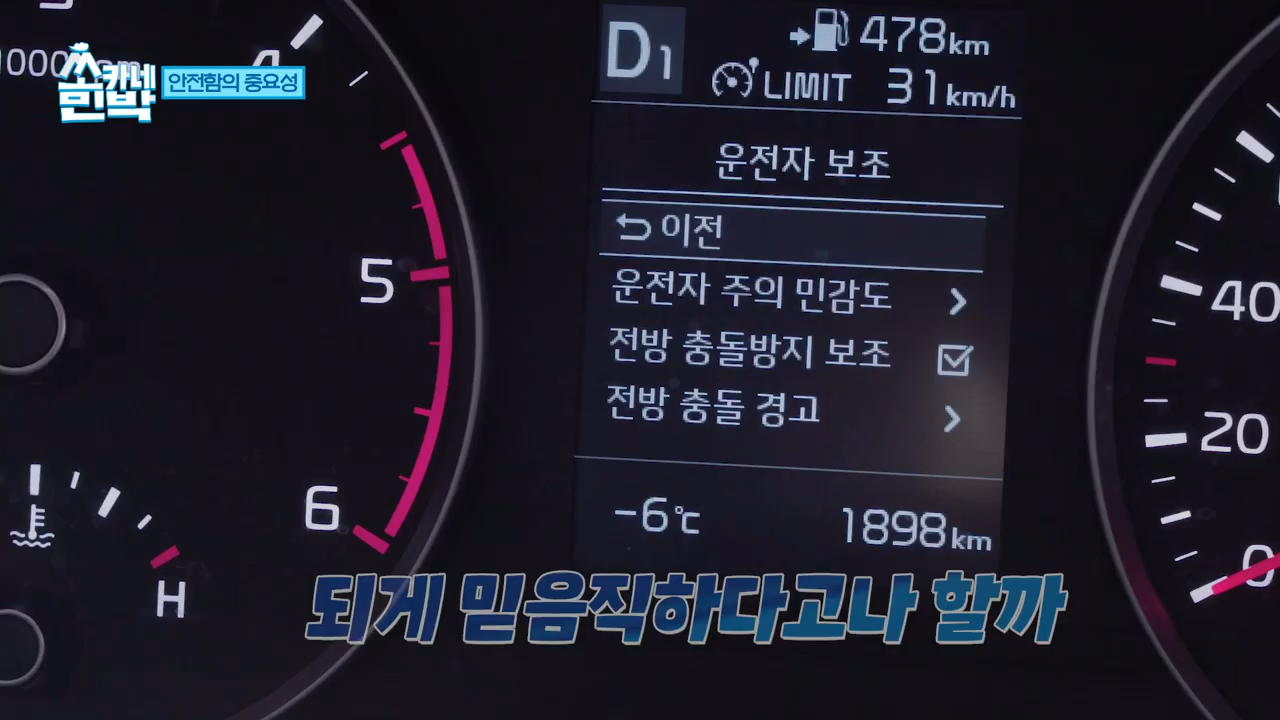 쏘카네
민박
안전함의 중요성
4
5
6
H
D1
478km
LIMIT 31km/h
운전자 보조
이전
운전자 주의 민감도
전방 충돌방지 보조
전방 충돌 경고
-6℃
1898km
40
20
0
되게 믿음직하다고나 할까